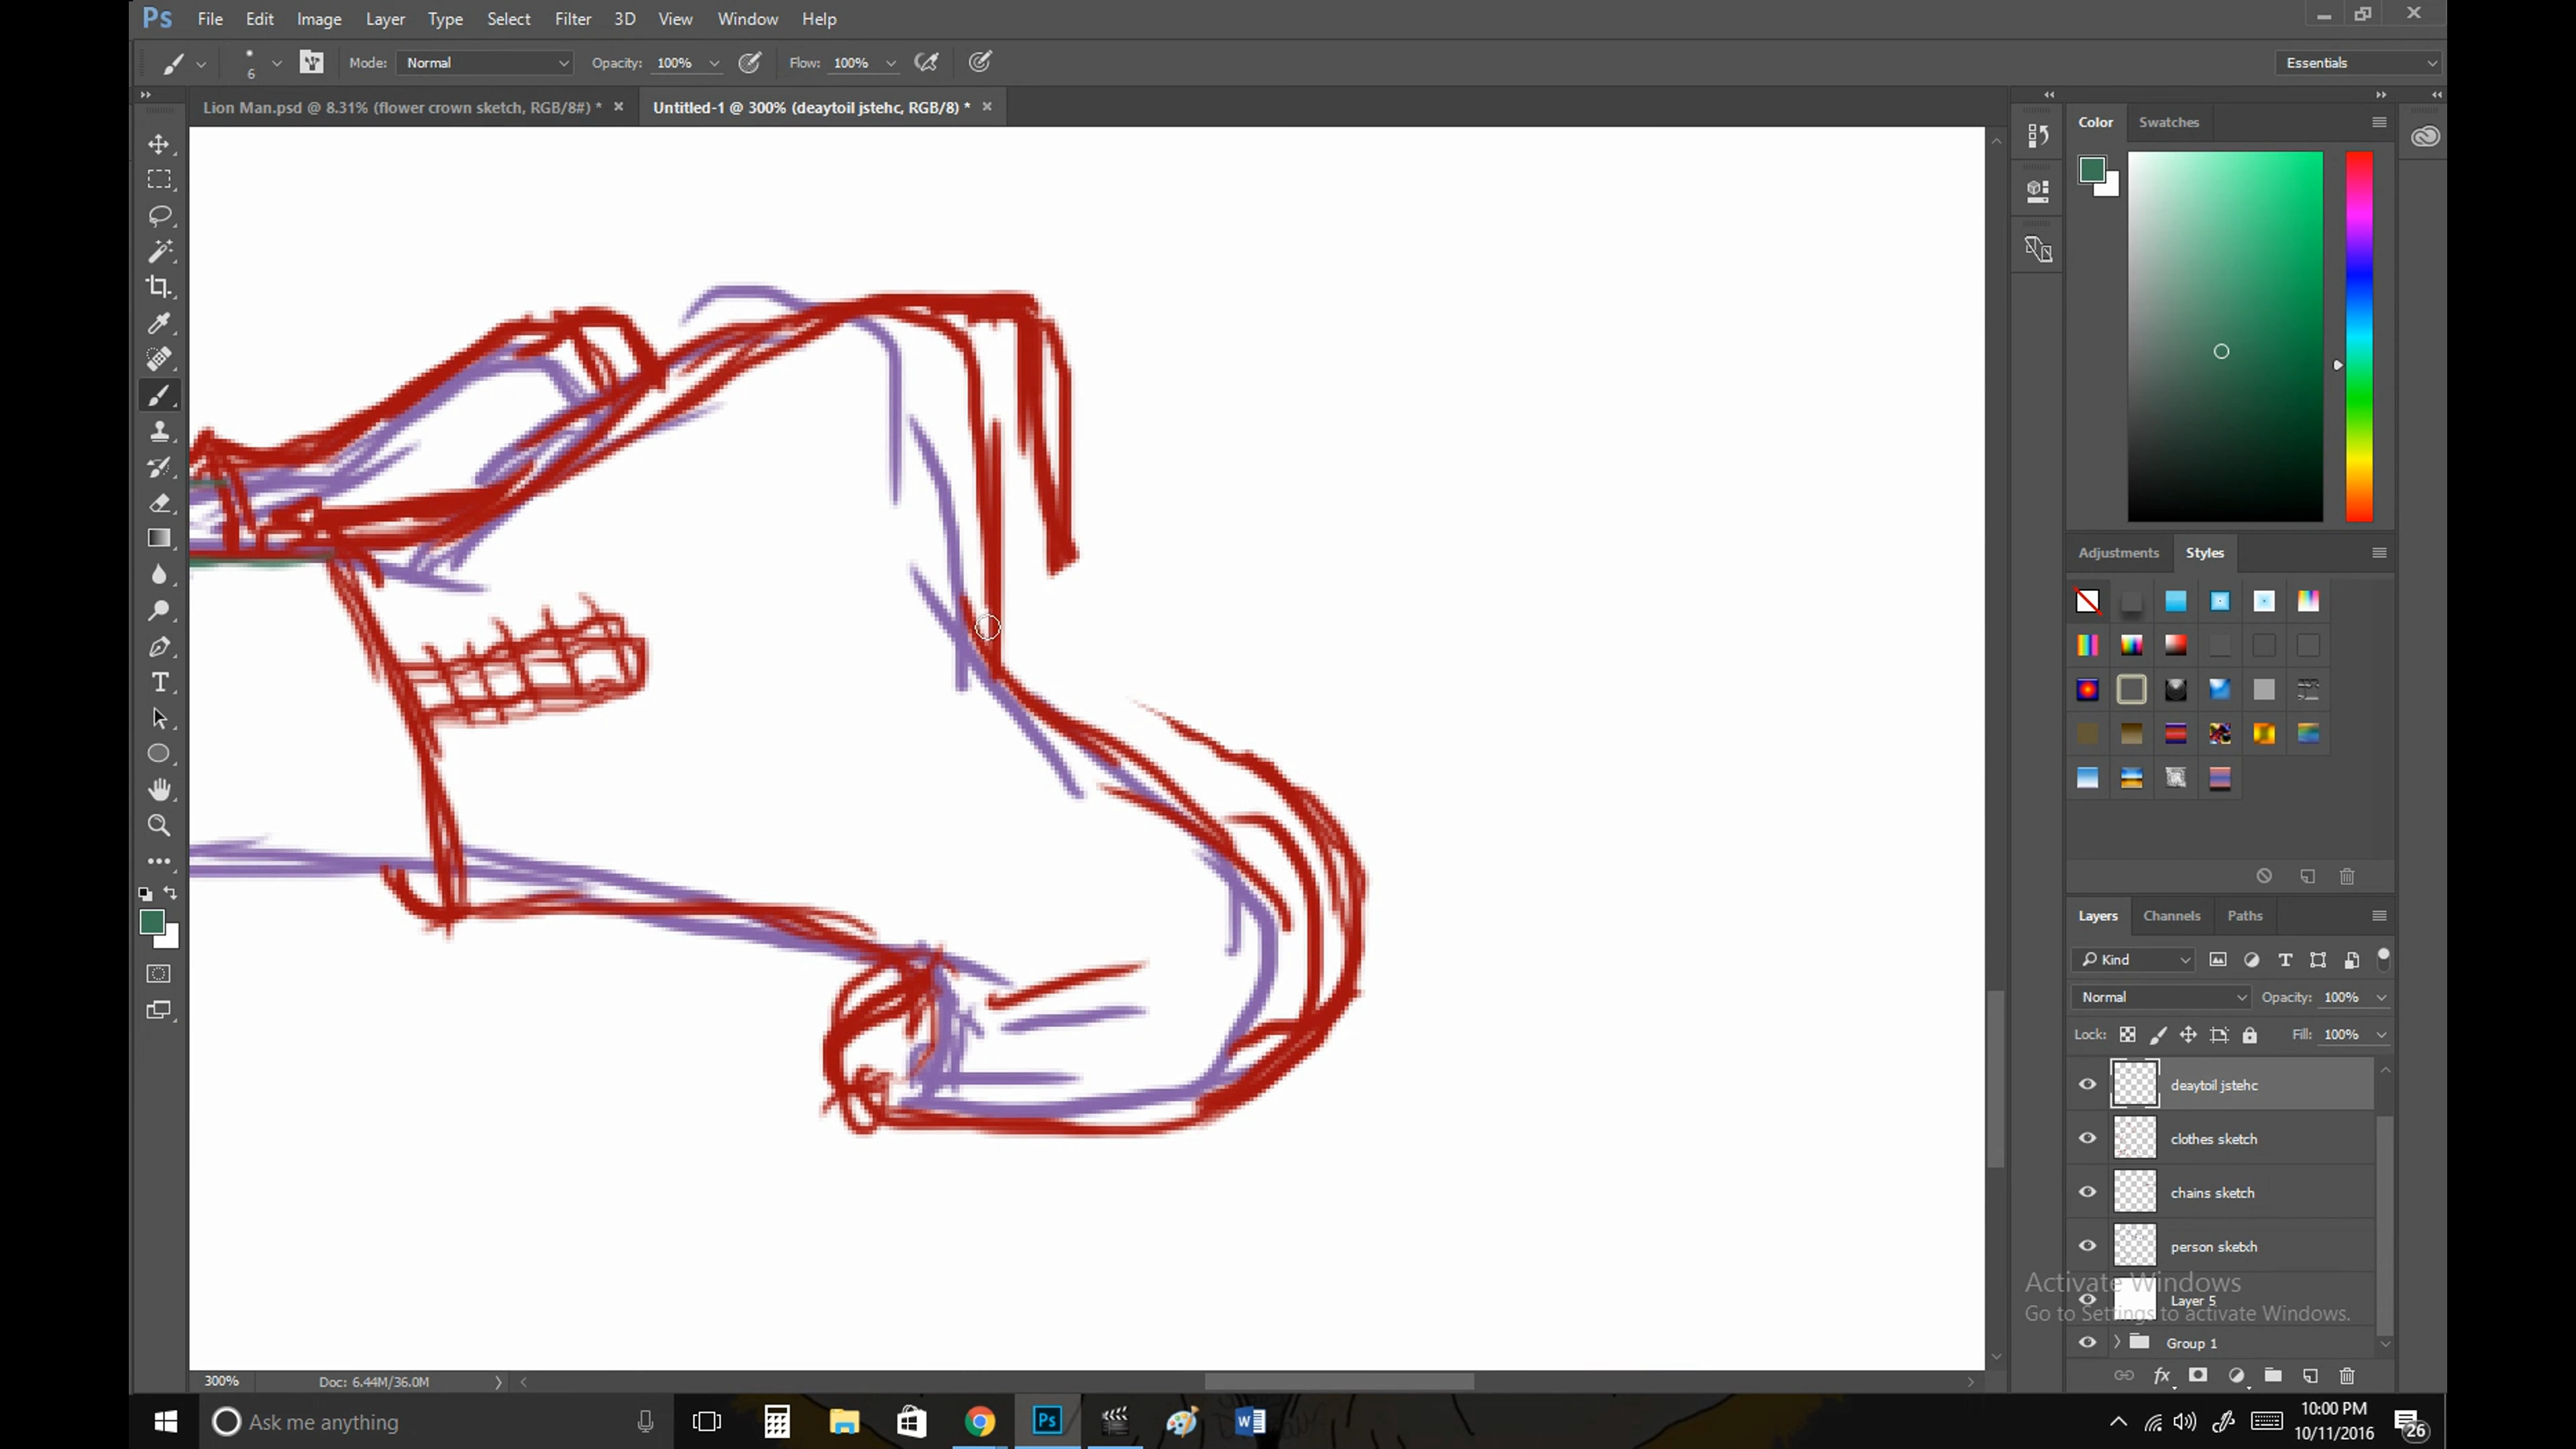 Ps File Edit Image Layer Type Select Filter 3D View Window Help
6 Mode: Normal Opacity: 100% Flow: 100% Essentials
Lion Man.psd @ 8.31% (flower crown sketch, RGB/8#) * Untitled-1 @ 300% (deaytoil jstehc, RGB/8) *
Color Swatches
Adjustments Styles
Layers Channels Paths
Kind
Normal Opacity: 100%
Lock: Fill: 100%
deaytoil jstehc
clothes sketch
chains sketch
person sketxh
Activate Windows
Layer 5
Go to Settings to activate Windows.
Group 1
300% Doc: 6.44M/36.0M
Ask me anything
Ps
10:00 PM
10/11/2016
26